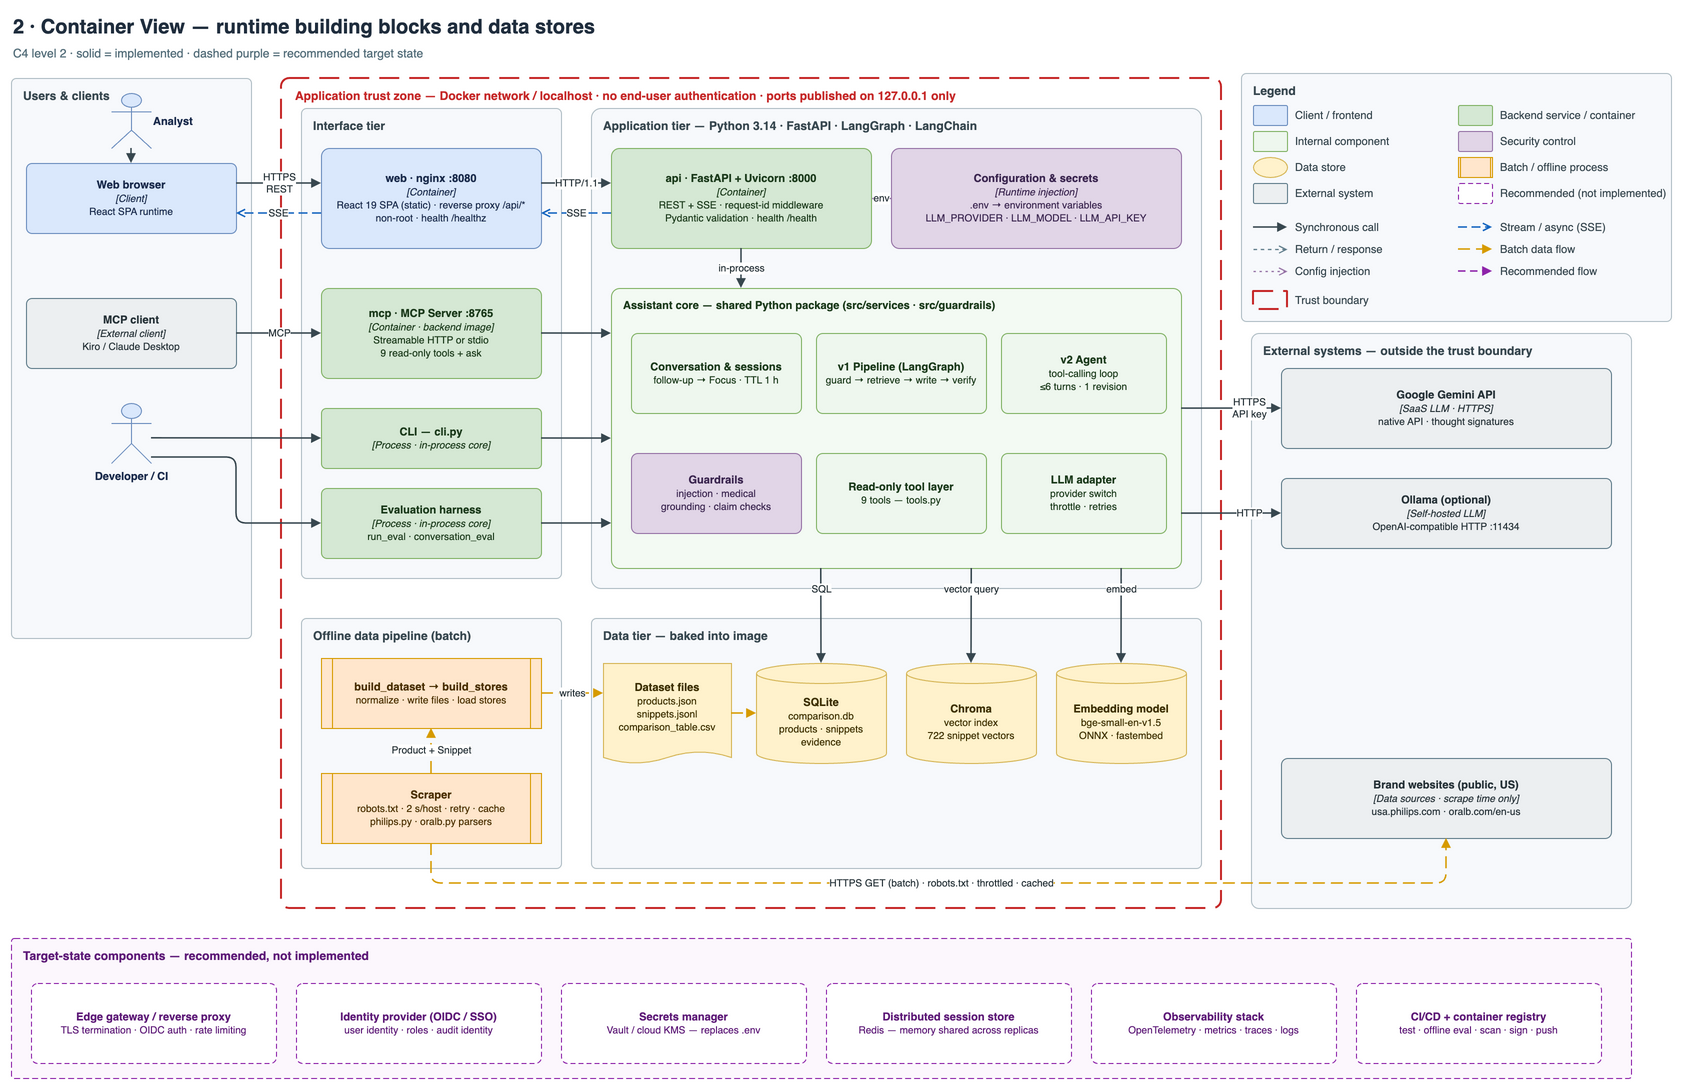 2 · Container View — runtime building blocks and data stores
C4 level 2 · solid = implemented · dashed purple = recommended target state
Users & clients
Analyst
Web browser
[Client]
React SPA runtime
MCP client
[External client]
Kiro / Claude Desktop
Developer / CI
HTTPS
REST
SSE
MCP
Application trust zone — Docker network / localhost · no end-user authentication · ports published on 127.0.0.1 only
Interface tier
web · nginx :8080
[Container]
React 19 SPA (static) · reverse proxy /api/*
non-root · health /healthz
mcp · MCP Server :8765
[Container · backend image]
Streamable HTTP or stdio
9 read-only tools + ask
CLI — cli.py
[Process · in-process core]
Evaluation harness
[Process · in-process core]
run_eval · conversation_eval
HTTP/1.1
SSE
Application tier — Python 3.14 · FastAPI · LangGraph · LangChain
api · FastAPI + Uvicorn :8000
[Container]
REST + SSE · request-id middleware
Pydantic validation · health /health
env
Configuration & secrets
[Runtime injection]
.env → environment variables
LLM_PROVIDER · LLM_MODEL · LLM_API_KEY
in-process
Assistant core — shared Python package (src/services · src/guardrails)
Conversation & sessions
follow-up → Focus · TTL 1 h
v1 Pipeline (LangGraph)
guard → retrieve → write → verify
v2 Agent
tool-calling loop
≤6 turns · 1 revision
Guardrails
injection · medical
grounding · claim checks
Read-only tool layer
9 tools — tools.py
LLM adapter
provider switch
throttle · retries
SQL
vector query
embed
Offline data pipeline (batch)
build_dataset → build_stores
normalize · write files · load stores
Product + Snippet
Scraper
robots.txt · 2 s/host · retry · cache
philips.py · oralb.py parsers
writes
Data tier — baked into image
Dataset files
products.json
snippets.jsonl
comparison_table.csv
SQLite
comparison.db
products · snippets
evidence
Chroma
vector index
722 snippet vectors
Embedding model
bge-small-en-v1.5
ONNX · fastembed
HTTPS GET (batch) · robots.txt · throttled · cached
HTTPS
API key
HTTP
Legend
Client / frontend
Backend service / container
Internal component
Security control
Data store
Batch / offline process
External system
Recommended (not implemented)
Synchronous call
Stream / async (SSE)
Return / response
Batch data flow
Config injection
Recommended flow
Trust boundary
External systems — outside the trust boundary
Google Gemini API
[SaaS LLM · HTTPS]
native API · thought signatures
Ollama (optional)
[Self-hosted LLM]
OpenAI-compatible HTTP :11434
Brand websites (public, US)
[Data sources · scrape time only]
usa.philips.com · oralb.com/en-us
Target-state components — recommended, not implemented
Edge gateway / reverse proxy
TLS termination · OIDC auth · rate limiting
Identity provider (OIDC / SSO)
user identity · roles · audit identity
Secrets manager
Vault / cloud KMS — replaces .env
Distributed session store
Redis — memory shared across replicas
Observability stack
OpenTelemetry · metrics · traces · logs
CI/CD + container registry
test · offline eval · scan · sign · push